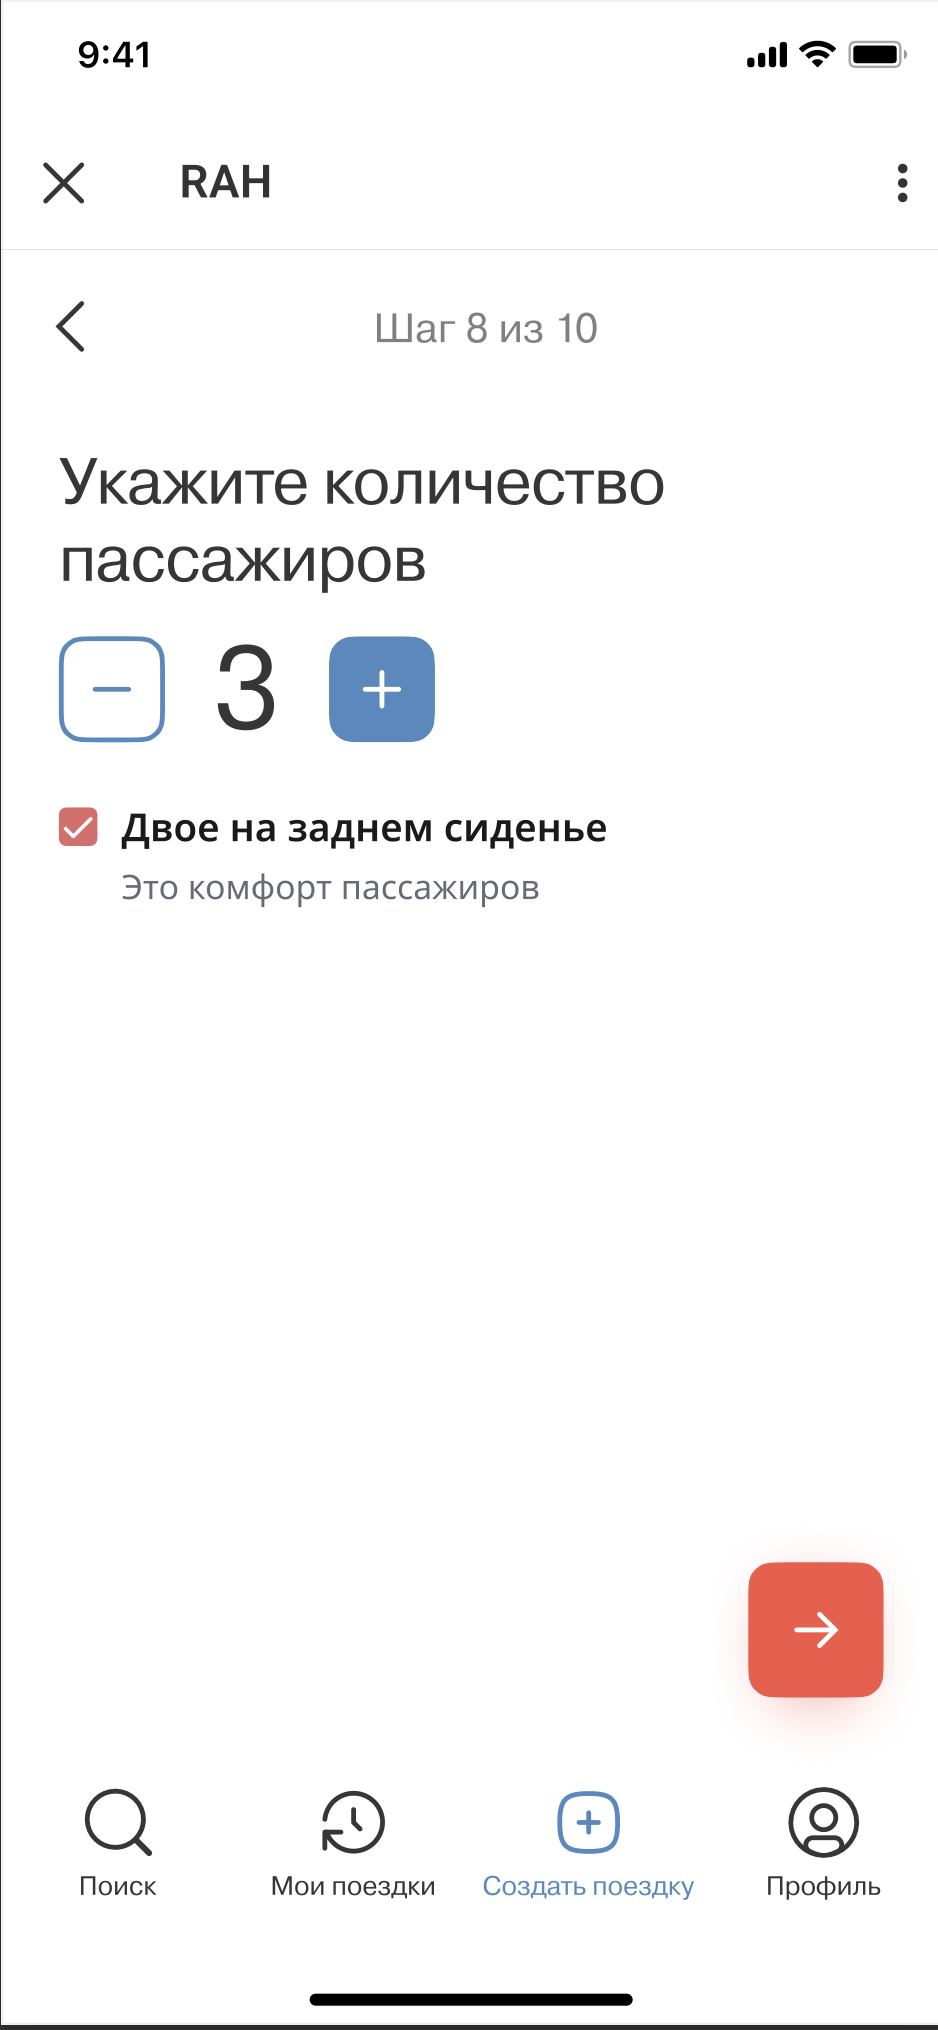 9:41
RAH
Шаг 8 из 10
Укажите количество
пассажиров
3
Двое на заднем сиденье
Это комфорт пассажиров
Поиск
Мои поездки
Создать поездку
Профиль